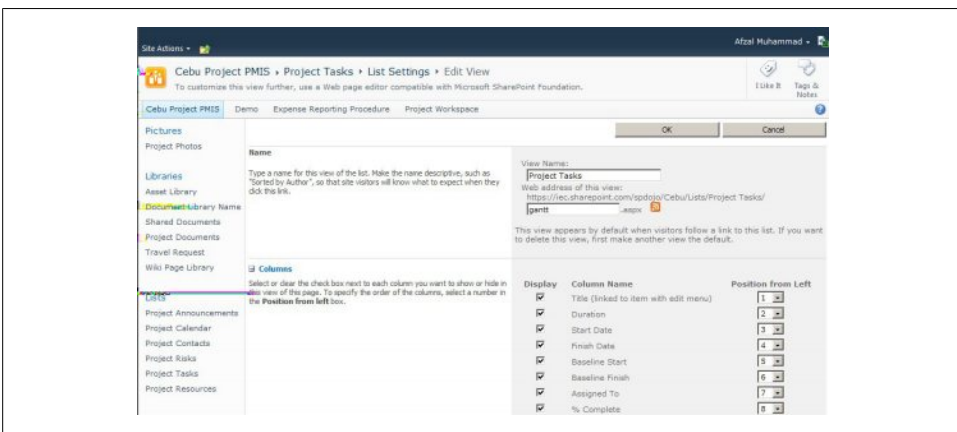 Site Actions
Afzal Muhammad
Cebu Project PMIS › Project Tasks › List Settings › Edit View
To customize this view further, use a Web page editor compatible with Microsoft SharePoint Foundation.
I Like It
Tags & Notes
Cebu Project PMIS
Demo
Expense Reporting Procedure
Project Workspace
Pictures
Project Photos
Libraries
Asset Library
Document Library Name
Shared Documents
Project Documents
Travel Request
Wiki Page Library
Lists
Project Announcements
Project Calendar
Project Contacts
Project Risks
Project Tasks
Project Resources
OK
Cancel
Name
Type a name for this view of the list. Make the name descriptive, such as
"Sorted by Author", so that site visitors will know what to expect when they
click this link.
View Name:
Project Tasks
Web address of this view:
https://iec.sharepoint.com/spdojo/Cebu/Lists/Project Tasks/
gantt .aspx
This view appears by default when visitors follow a link to this list. If you want
to delete this view, first make another view the default.
Columns
Select or clear the check box next to each column you want to show or hide in
this view of this page. To specify the order of the columns, select a number in
the Position from left box.
Display Column Name Position from Left
Title (linked to item with edit menu) 1
Duration 2
Start Date 3
Finish Date 4
Baseline Start 5
Baseline Finish 6
Assigned To 7
% Complete 8